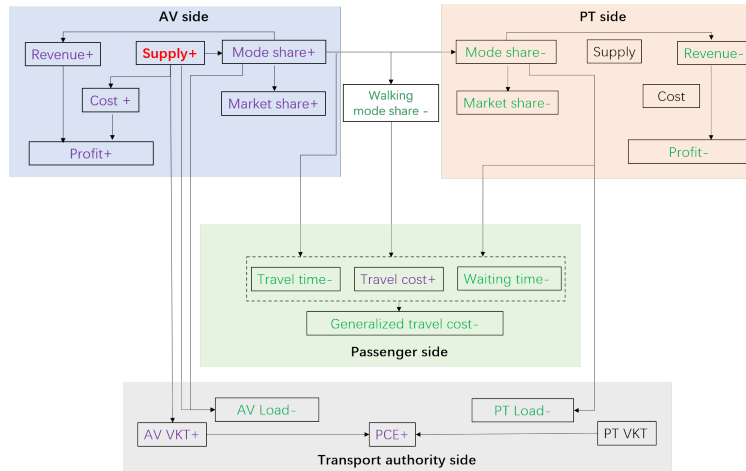 AV side
PT side
Revenue+
Supply+
Mode share+
Mode share-
Supply
Revenue-
Cost +
Market share+
Walking
mode share -
Market share-
Cost
Profit+
Profit-
Travel time-
Travel cost+
Waiting time-
Generalized travel cost-
Passenger side
AV Load-
PT Load-
AV VKT+
PCE+
PT VKT
Transport authority side